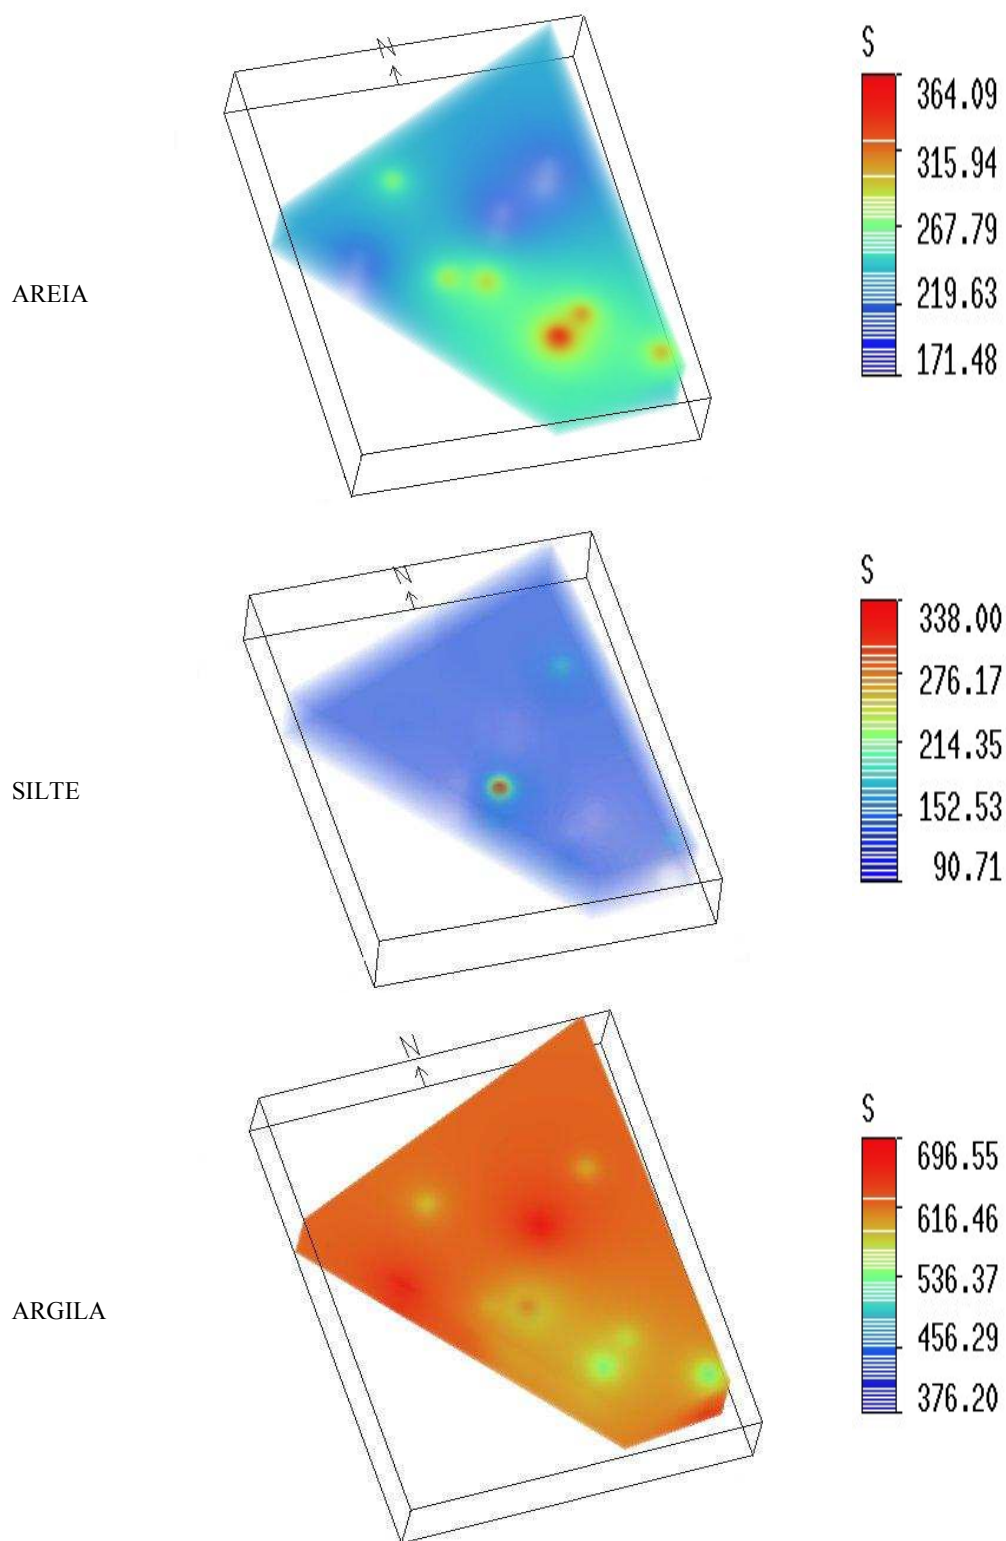 N
S
364.09
315.94
267.79
219.63
171.48
AREIA
N
S
338.00
276.17
214.35
152.53
90.71
SILTE
N
S
696.55
616.46
536.37
456.29
376.20
ARGILA